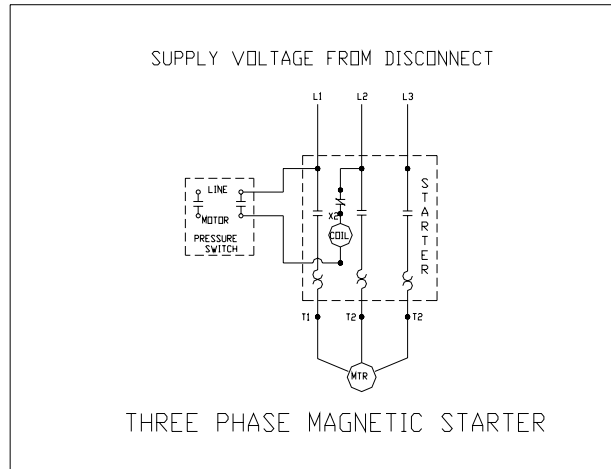 SUPPLY VOLTAGE FROM DISCONNECT
L1 L2 L3
LINE
MOTOR
PRESSURE
SWITCH
X2
COIL
STARTER
T1 T2 T2
MTR
THREE PHASE MAGNETIC STARTER